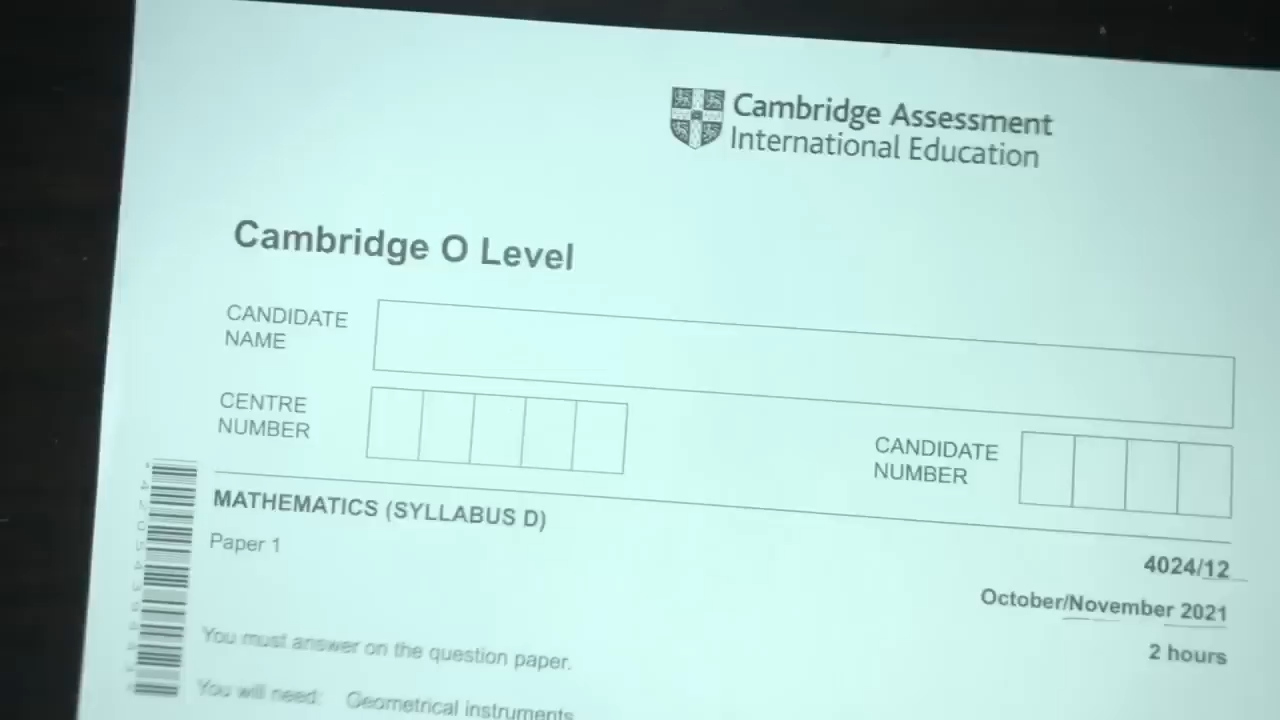 Cambridge Assessment
International Education
Cambridge O Level
CANDIDATE
NAME
CENTRE
NUMBER
CANDIDATE
NUMBER
MATHEMATICS (SYLLABUS D)
4024/12
Paper 1
October/November 2021
2 hours
You must answer on the question paper.
You will need: Geometrical instruments